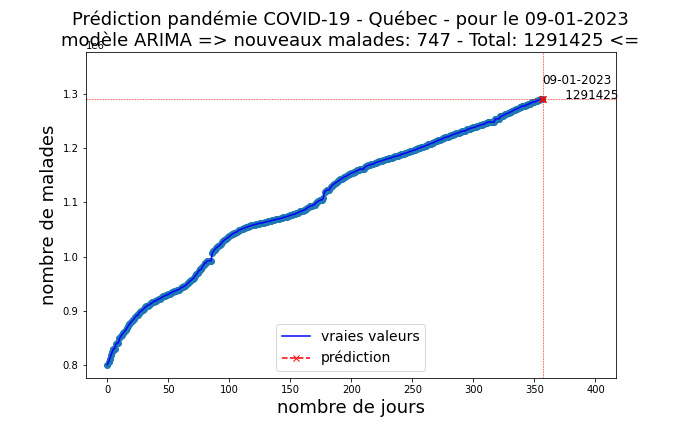 Prédiction pandémie COVID-19 - Québec - pour le 09-01-2023
modèle ARIMA => nouveaux malades: 747 - Total: 1291425 <=
1e6
09-01-2023
1291425
1.3
1.2
1.1
1.0
0.9
0.8
nombre de malades
vraies valeurs
prédiction
0 50 100 150 200 250 300 350 400
nombre de jours